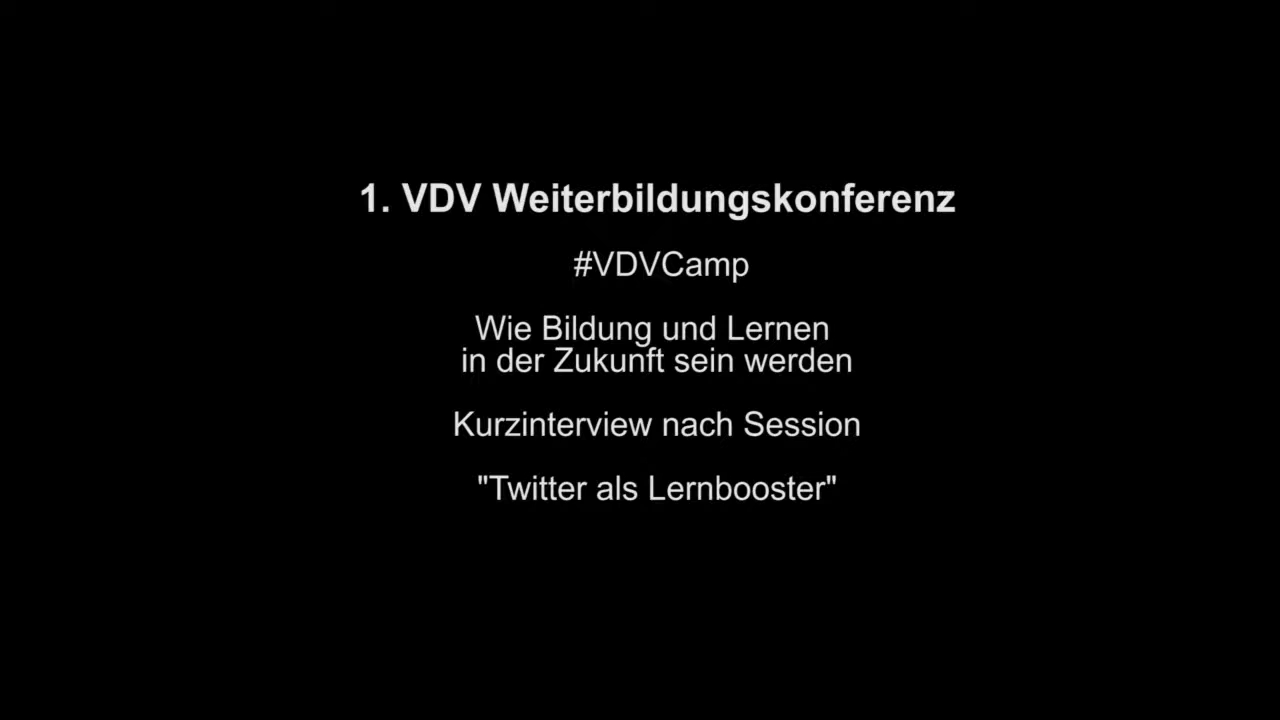 1. VDV Weiterbildungskonferenz
#VDVCamp
Wie Bildung und Lernen
in der Zukunft sein werden
Kurzinterview nach Session
"Twitter als Lernbooster"